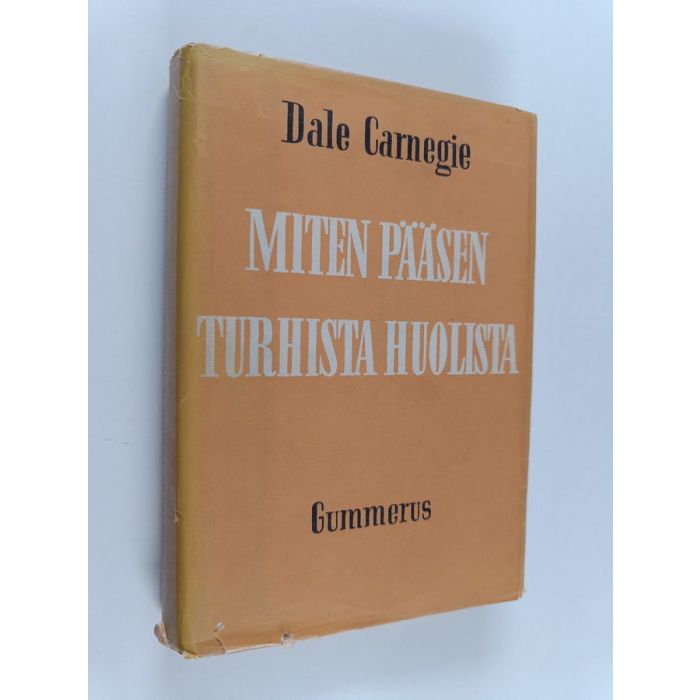 Dale Carnegie
MITEN PÄÄSEN
TURHISTA HUOLISTA
Gummerus